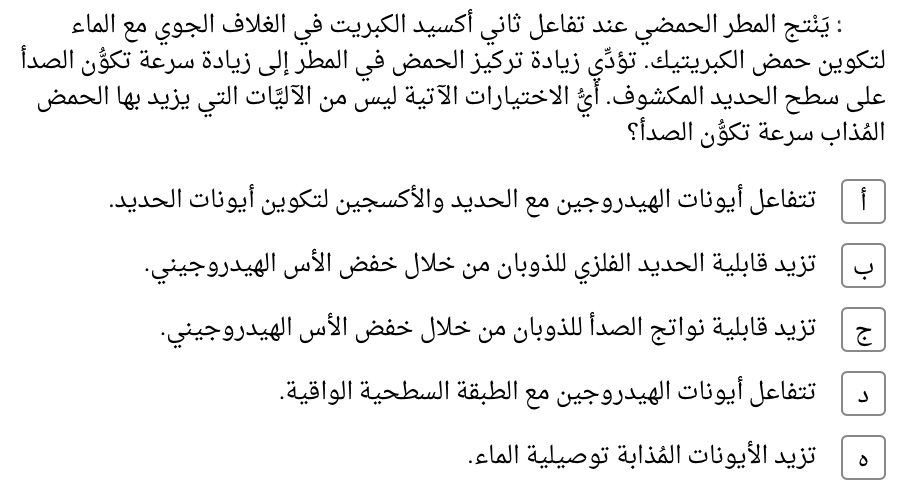 : يَنْتج المطر الحمضي عند تفاعل ثاني أكسيد الكبريت في الغلاف الجوي مع الماء
لتكوين حمض الكبريتيك. تؤدِّي زيادة تركيز الحمض في المطر إلى زيادة سرعة تكوُّن الصدأ
على سطح الحديد المكشوف. أيُّ الاختيارات الآتية ليس من الآليَّات التي يزيد بها الحمض
المُذاب سرعة تكوُّن الصدأ؟
أ تتفاعل أيونات الهيدروجين مع الحديد والأكسجين لتكوين أيونات الحديد.
ب تزيد قابلية الحديد الفلزي للذوبان من خلال خفض الأس الهيدروجيني.
ج تزيد قابلية نواتج الصدأ للذوبان من خلال خفض الأس الهيدروجيني.
د تتفاعل أيونات الهيدروجين مع الطبقة السطحية الواقية.
ه تزيد الأيونات المُذابة توصيلية الماء.